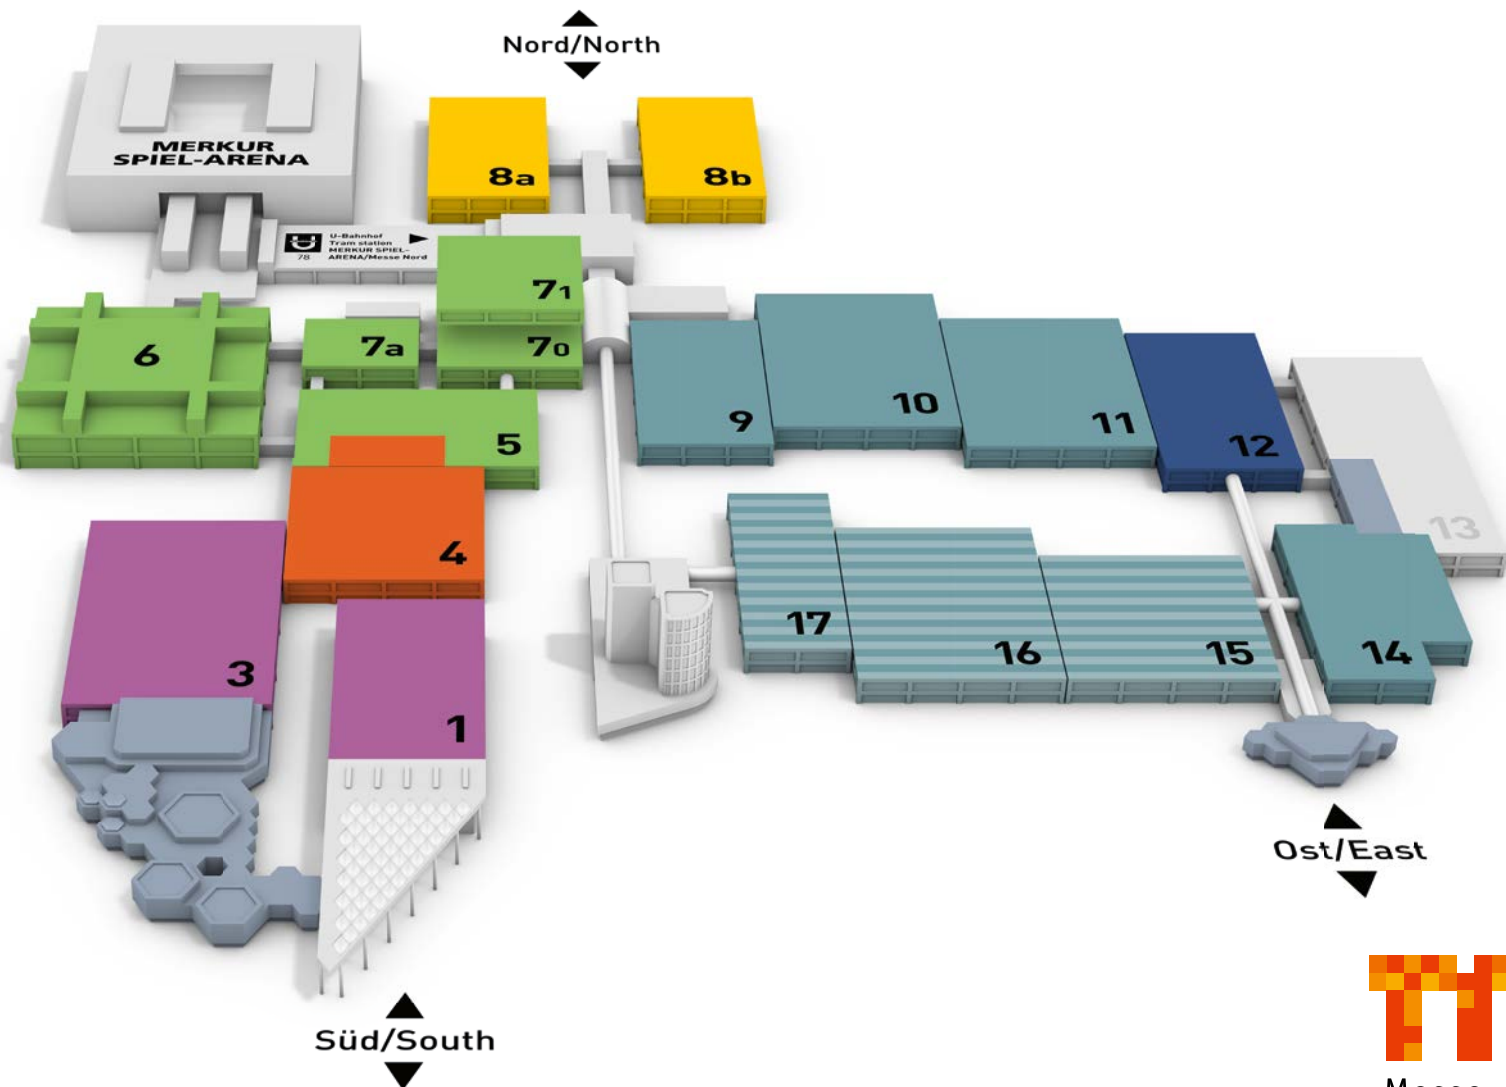 Nord/North
MERKUR
SPIEL-ARENA
8a
8b
U-Bahnhof
Tram station
MERKUR SPIEL-
ARENA/Messe Nord
78
71
70
7a
6
5
4
3
1
9
10
11
12
13
14
15
16
17
Ost/East
Süd/South
Messe